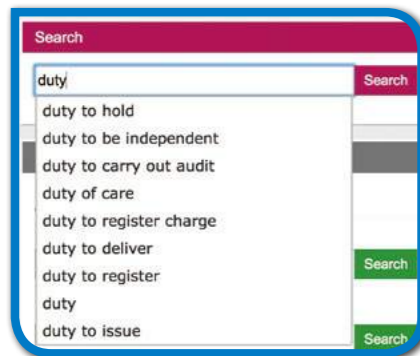 Search
duty Search
duty to hold
duty to be independent
duty to carry out audit
duty of care
duty to register charge
duty to deliver
duty to register
Search
duty
duty to issue
Search